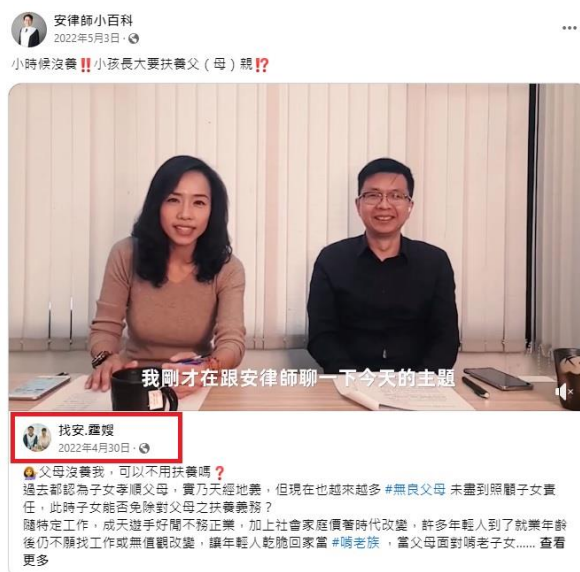 安律師小百科
2022年5月3日 ·
小時候沒養‼小孩長大要扶養父（母）親⁉
我剛才在跟安律師聊一下今天的主題
找安.靃嫂
2022年4月30日 ·
父母沒養我，可以不用扶養嗎❓
過去都認為子女孝順父母，實乃天經地義，但現在也越來越多 #無良父母 未盡到照顧子女責
任，此時子女能否免除對父母之扶養義務？
隨特定工作，成天遊手好閒不務正業，加上社會家庭價著時代改變，許多年輕人到了就業年齡
後仍不願找工作或無值觀改變，讓年輕人乾脆回家當 #啃老族 ，當父母面對啃老子女...... 查看
更多